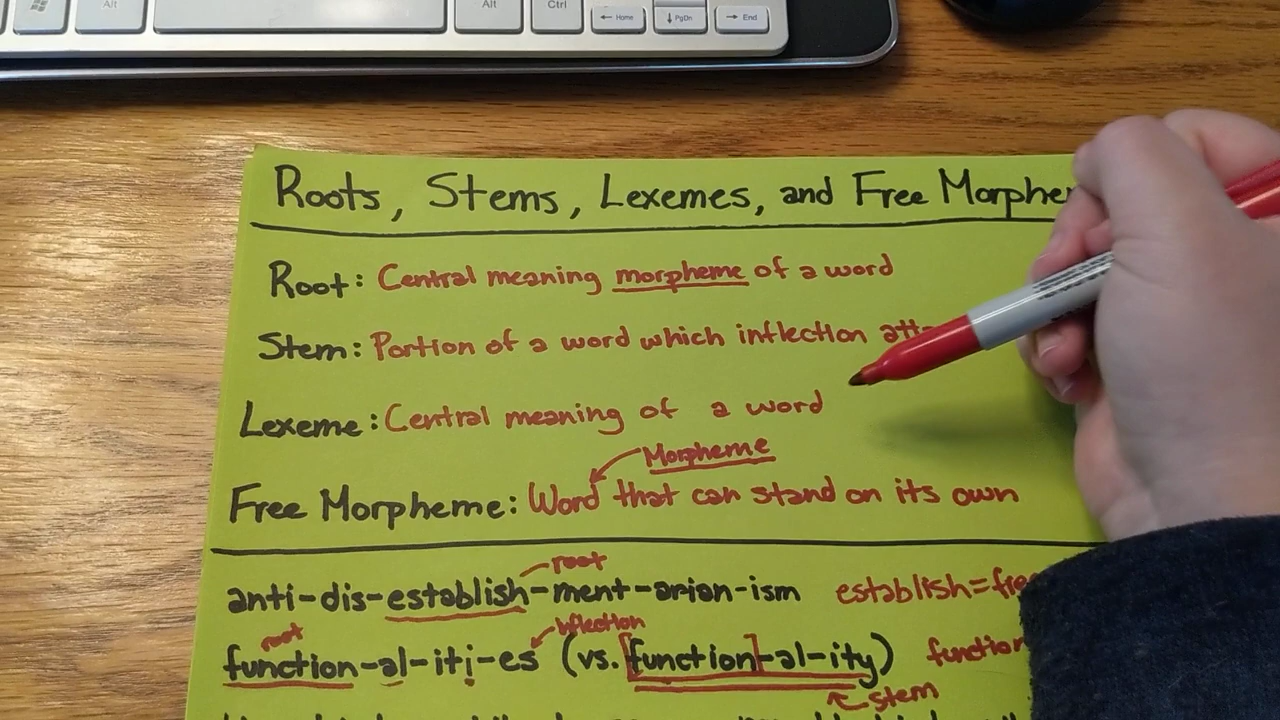 Alt Alt Ctrl Home PgDn End
Roots, Stems, Lexemes, and Free
Root: Central meaning morpheme of a word
Stem: Portion of a word which inflection
Lexeme: Central meaning of a word
Morpheme
Free Morpheme: Word that can stand on its own
root
anti-dis-establish-ment-arian-ism establish=
root inflection
function-al-iti-es (vs. [function]-al-ity) function
stem